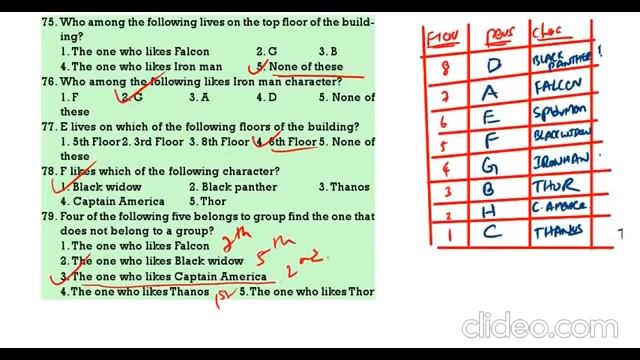 75. Who among the following lives on the top floor of the build-
ing?
1. The one who likes Falcon 2. G 3. B
4. The one who likes Iron man 5. None of these
76. Who among the following likes Iron man character?
1. F 2. G 3. A 4. D 5. None of
these
77. E lives on which of the following floors of the building?
1. 5th Floor 2. 3rd Floor 3. 8th Floor 4. 6th Floor 5. None of
these
78. F likes which of the following character?
1. Black widow 2. Black panther 3. Thanos
4. Captain America 5. Thor
79. Four of the following five belongs to group find the one that
does not belong to a group?
1. The one who likes Falcon 7th
2. The one who likes Black widow 5th
3. The one who likes Captain America 2nd
4. The one who likes Thanos 1st 5. The one who likes Thor
8 D BLACK PANTHER
7 A FALCON
6 E
5 F BLACKWIDOW
4 G IRONMAN
3 B THOR
2 H
1 C THANUS
clideo.com